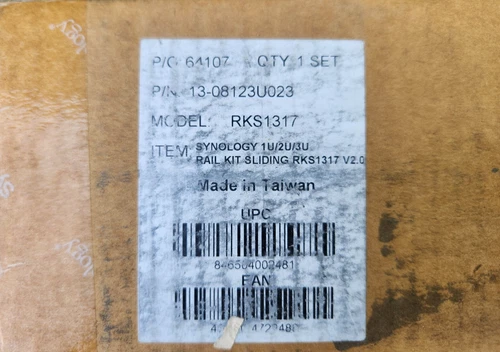 P/O 64107 QTY 1 SET
P/N 13-08123U023
MODEL: RKS1317
ITEM SYNOLOGY 1U/2U/3U
RAIL KIT SLIDING RKS1317 V2.0
Made in Taiwan
UPC
846504002481
EAN